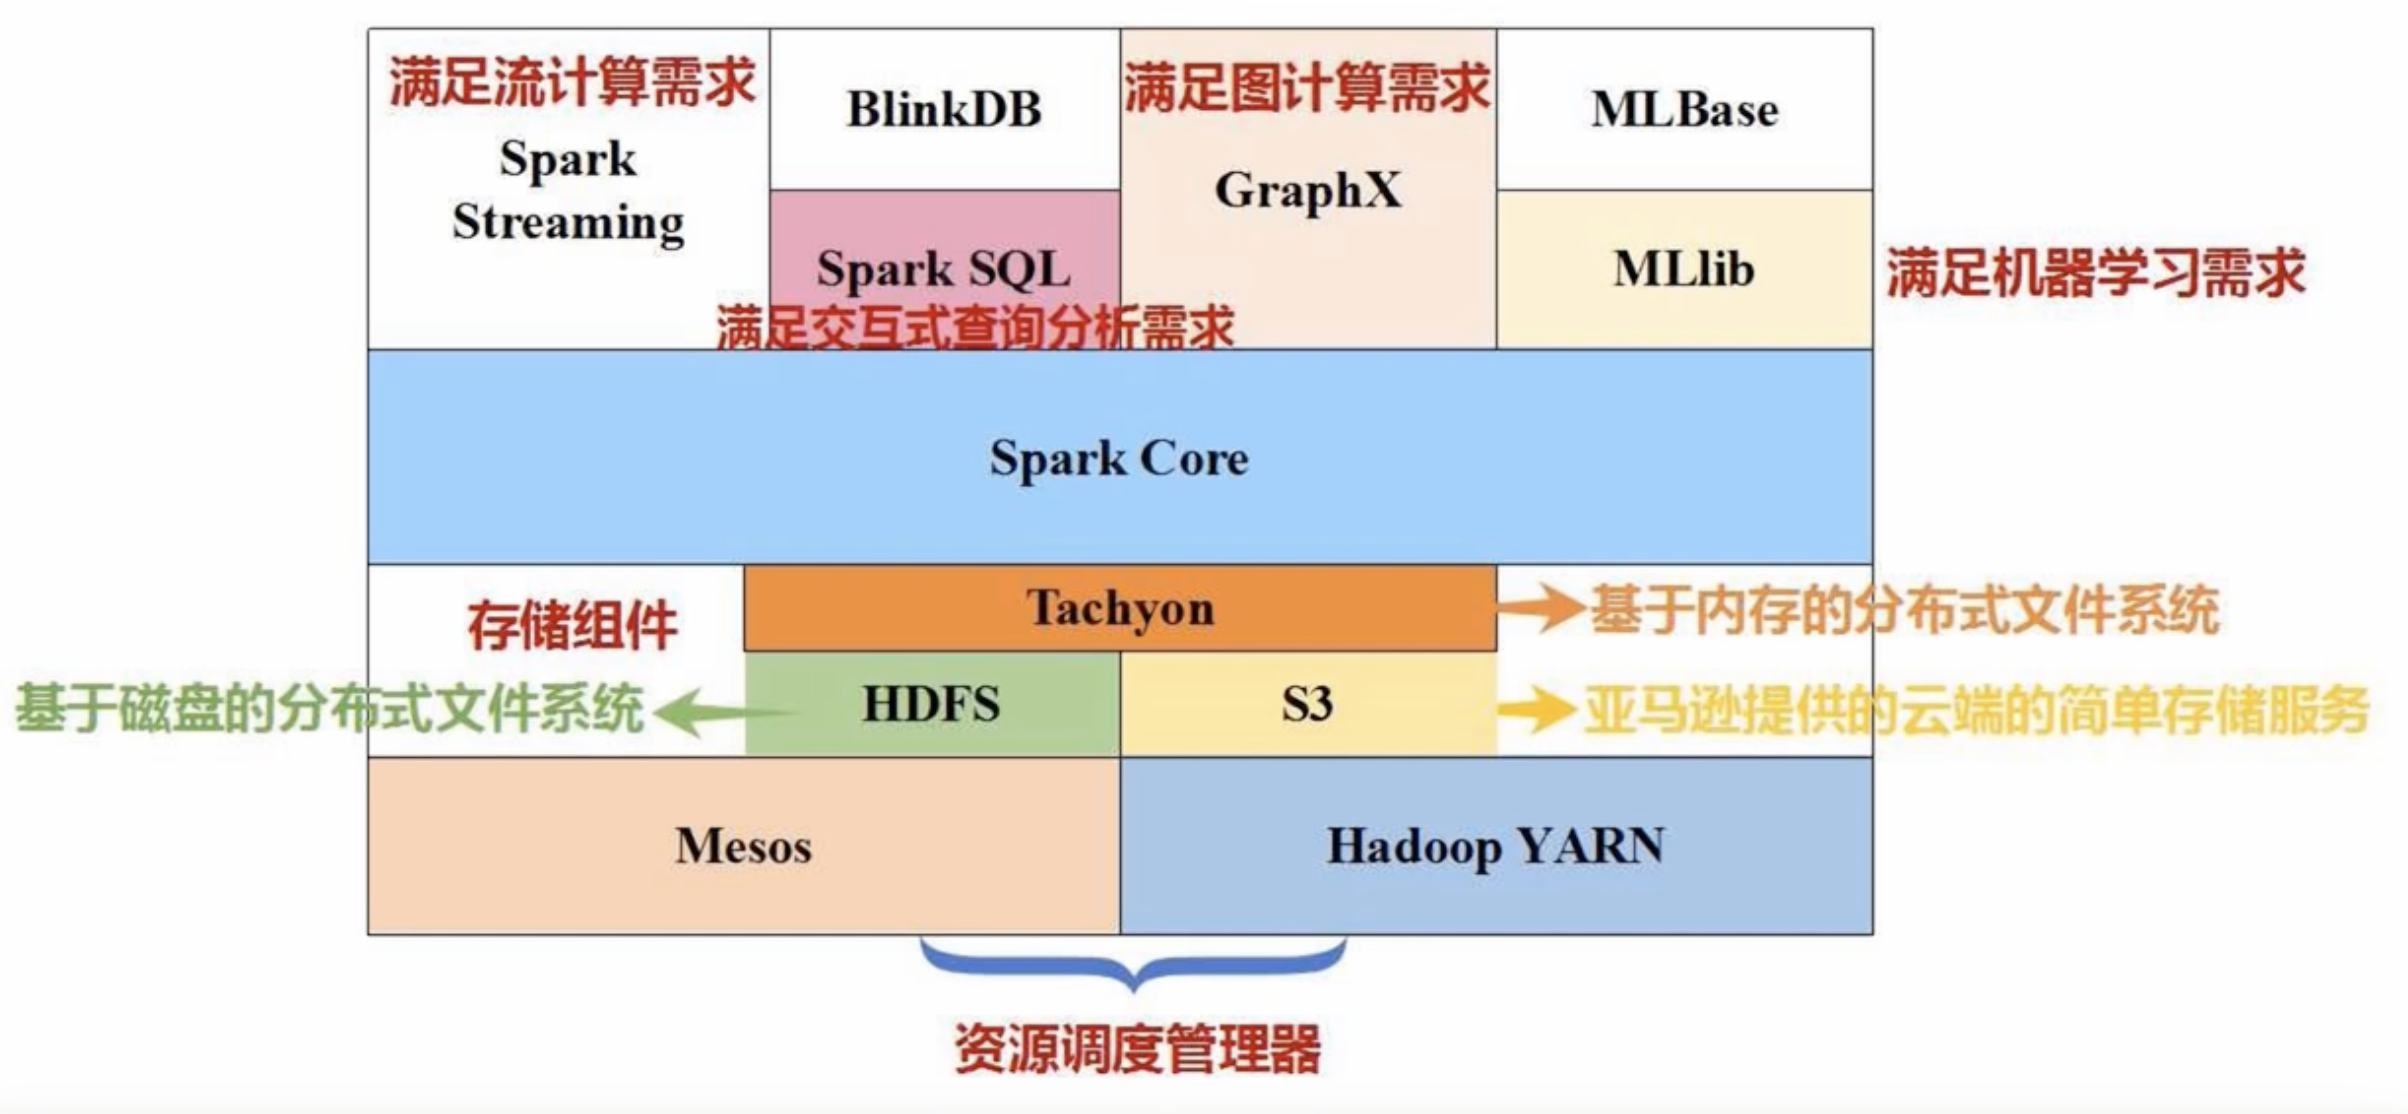 满足流计算需求
Spark
Streaming
BlinkDB
Spark SQL
满足交互式查询分析需求
满足图计算需求
GraphX
MLBase
MLlib
满足机器学习需求
Spark Core
存储组件
Tachyon
基于内存的分布式文件系统
基于磁盘的分布式文件系统
HDFS
S3
亚马逊提供的云端的简单存储服务
Mesos
Hadoop YARN
资源调度管理器